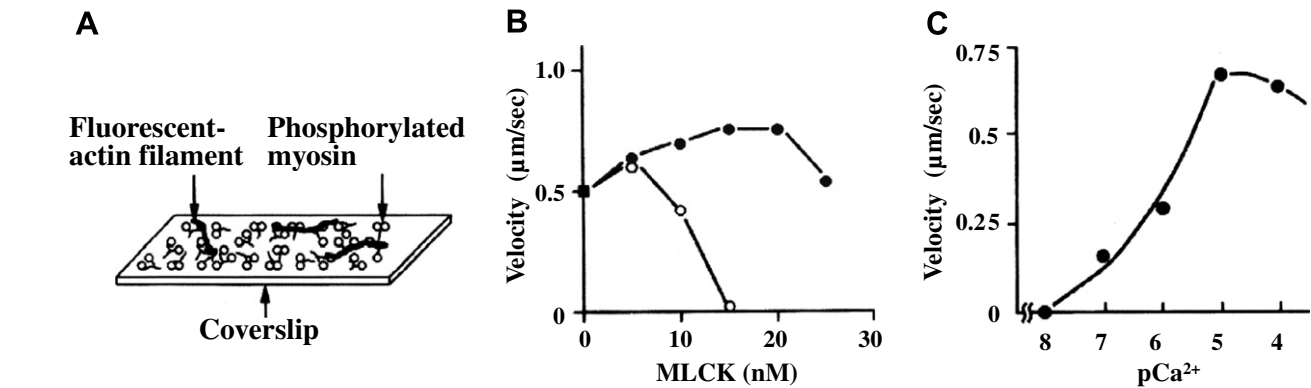 A
Fluorescent-
actin filament
Phosphorylated
myosin
Coverslip
B
Velocity (μm/sec)
1.0
0.5
0
0 10 20 30
MLCK (nM)
C
Velocity (μm/sec)
0.75
0.5
0.25
0
8 7 6 5 4
pCa²⁺